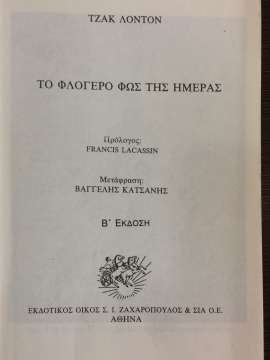 ΤΖΑΚ ΛΟΝΤΟΝ
ΤΟ ΦΛΟΓΕΡΟ ΦΩΣ ΤΗΣ ΗΜΕΡΑΣ
Πρόλογος:
FRANCIS LACASSIN
Μετάφραση:
ΒΑΓΓΕΛΗΣ ΚΑΤΣΑΝΗΣ
Β΄ ΕΚΔΟΣΗ
ΕΚΔΟΤΙΚΟΣ ΟΙΚΟΣ Σ. Ι. ΖΑΧΑΡΟΠΟΥΛΟΣ & ΣΙΑ Ο.Ε.
ΑΘΗΝΑ